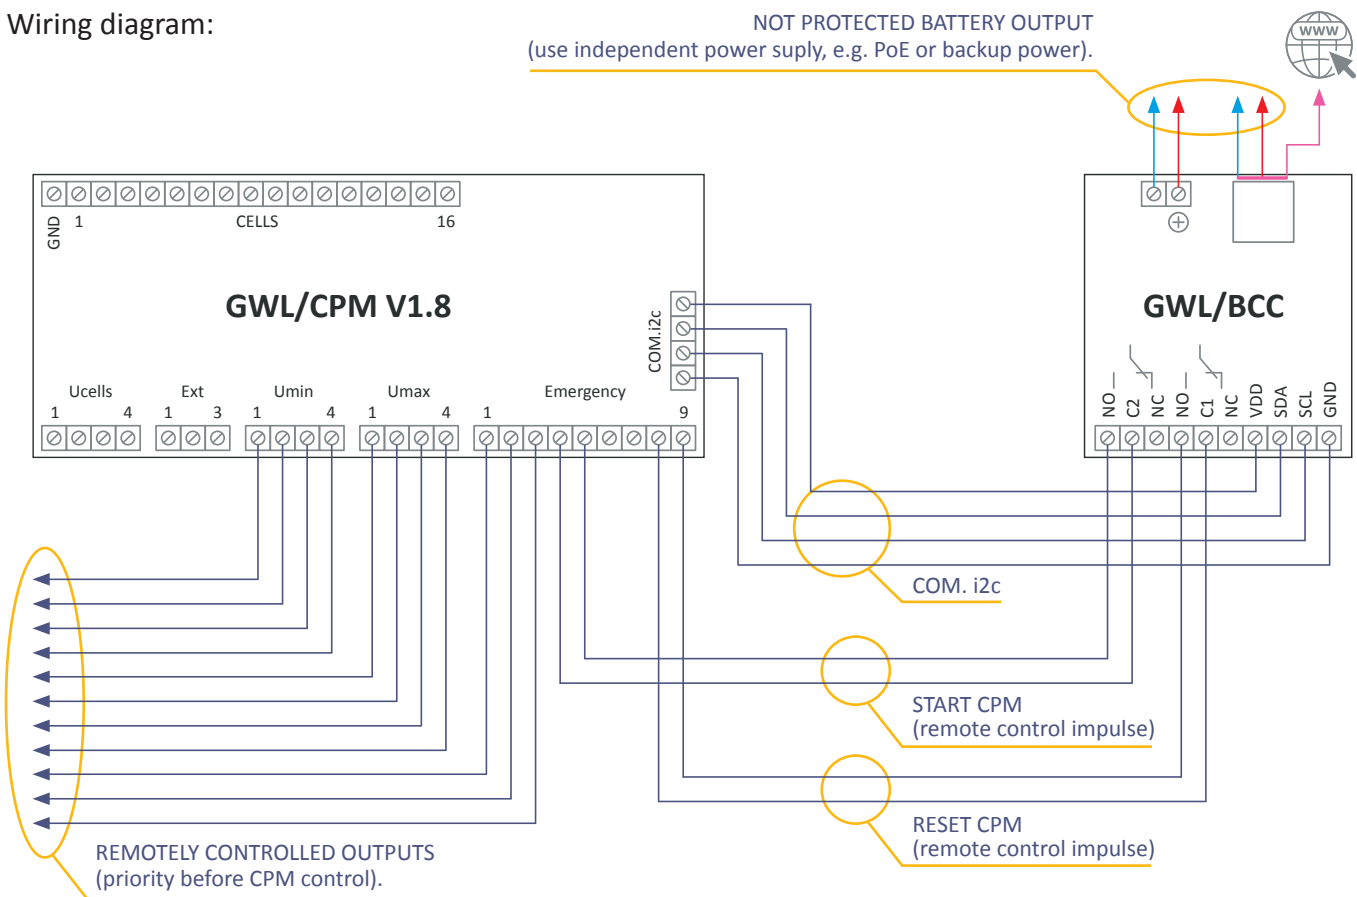 Wiring diagram:
NOT PROTECTED BATTERY OUTPUT
(use independent power suply, e.g. PoE or backup power).
WWW
GND
1
CELLS
16
GWL/CPM V1.8
COM.i2c
Ucells
1
4
Ext
1
3
Umin
1
4
Umax
1
4
Emergency
1
9
GWL/BCC
NO
C2
NC
NO
C1
NC
VDD
SDA
SCL
GND
COM. i2c
START CPM
(remote control impulse)
RESET CPM
(remote control impulse)
REMOTELY CONTROLLED OUTPUTS
(priority before CPM control).